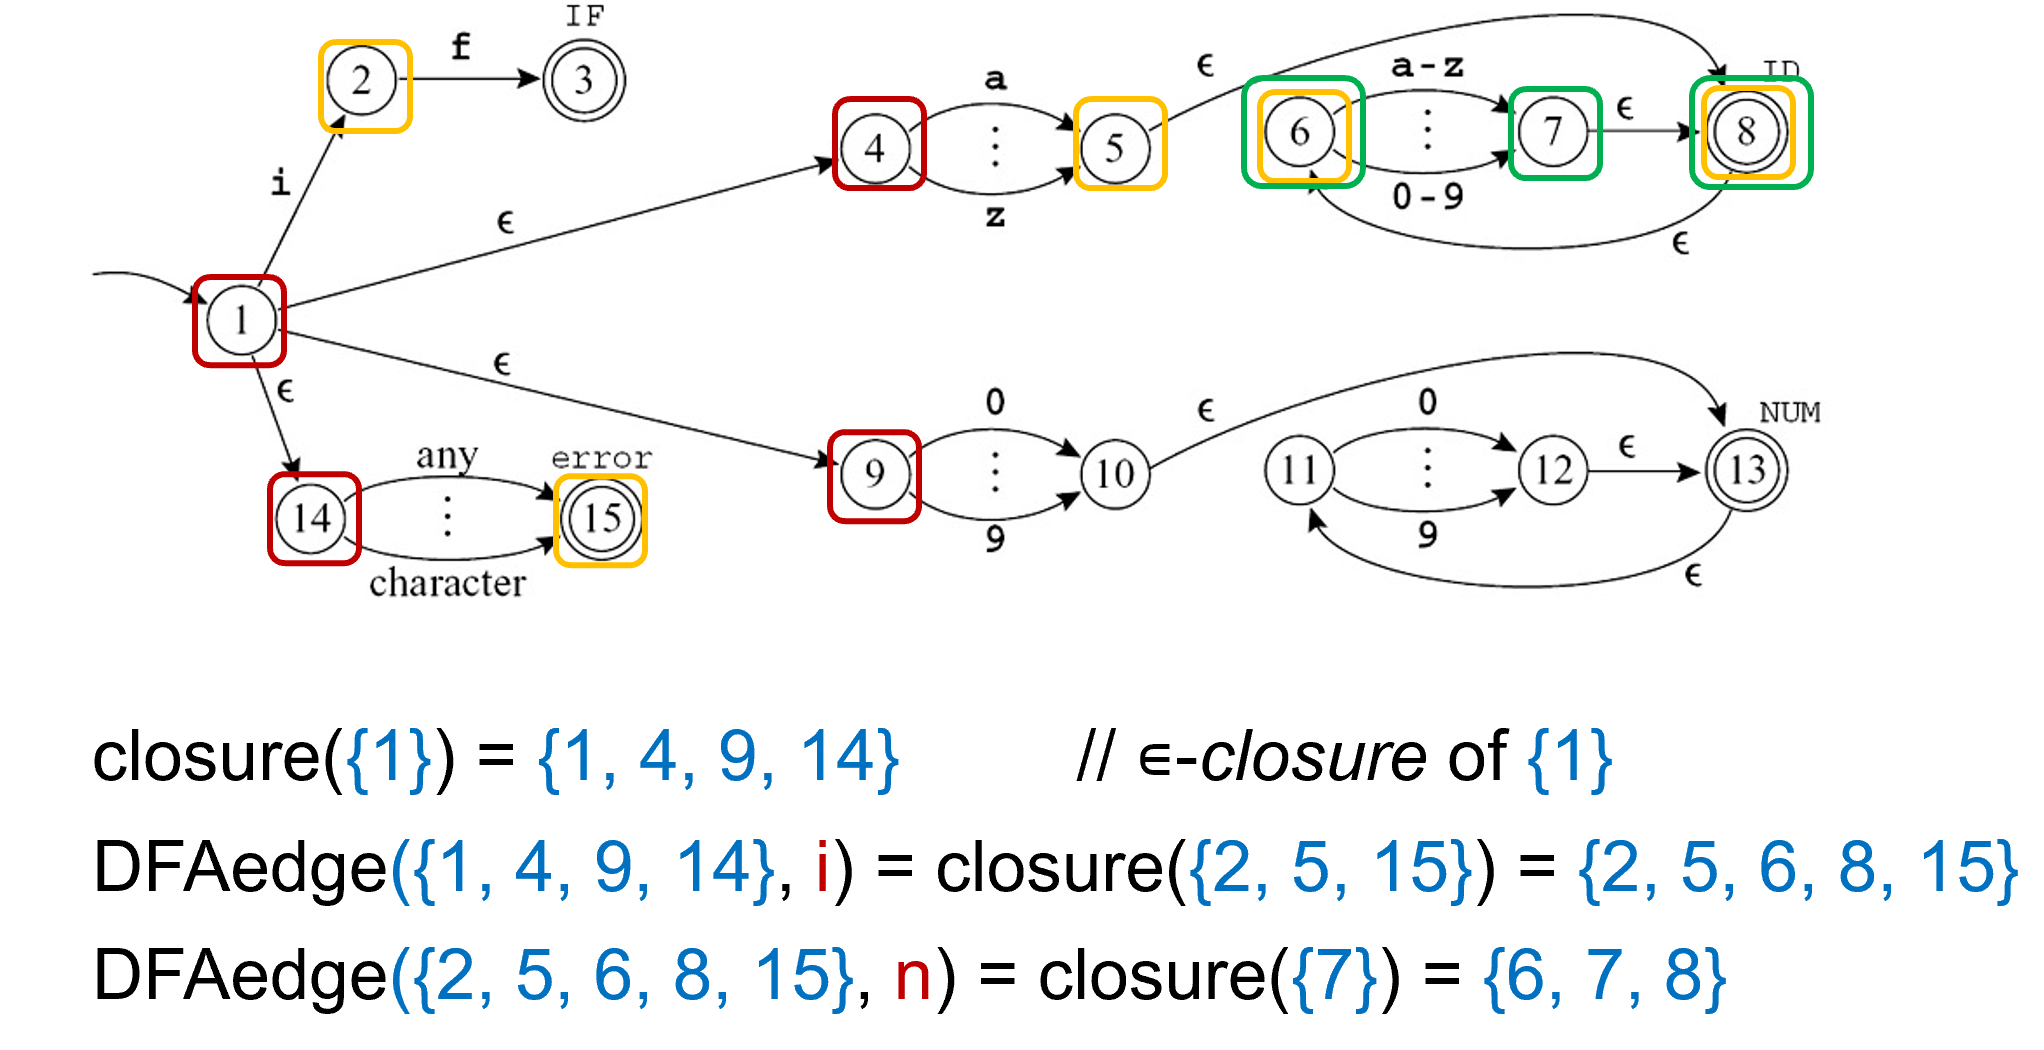 IF
2
f
3
i
ϵ
1
ϵ
ϵ
4
a
⋮
z
5
ϵ
6
a-z
⋮
0-9
7
ϵ
ID
8
ϵ
14
any
⋮
character
error
15
9
0
⋮
9
10
ϵ
11
0
⋮
9
12
ϵ
NUM
13
ϵ
closure({1}) = {1, 4, 9, 14} // ϵ-closure of {1}
DFAedge({1, 4, 9, 14}, i) = closure({2, 5, 15}) = {2, 5, 6, 8, 15}
DFAedge({2, 5, 6, 8, 15}, n) = closure({7}) = {6, 7, 8}